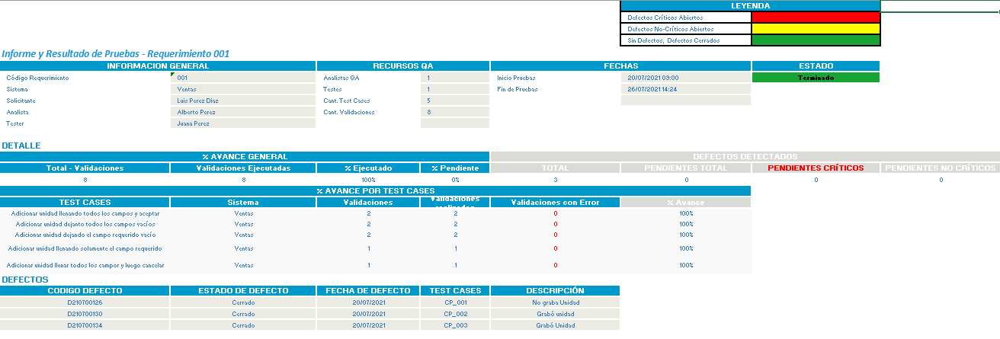 LEYENDA
Defectos Críticos Abiertos
Defectos No-Críticos Abiertos
Sin Defectos, Defectos Cerrados
Informe y Resultado de Pruebas - Requerimiento 001
INFORMACION GENERAL RECURSOS QA FECHAS ESTADO
Código Requerimiento 001 Analistas QA 1 Inicio Pruebas 20/07/2021 09:00 Terminado
Sistema Ventas Testes 1 Fin de Pruebas 26/07/2021 14:24
Solicitante Luis Perez Diaz Cant. Test Cases 5
Analista Alberto Perez Cant. Validaciones 8
Tester Juana Perez
DETALLE
% AVANCE GENERAL DEFECTOS DETECTADOS
Total - Validaciones Validaciones Ejecutadas % Ejecutado % Pendiente TOTAL PENDIENTES TOTAL PENDIENTES CRÍTICOS PENDIENTES NO CRÍTICOS
8 8 100% 0% 3 0 0 0
% AVANCE POR TEST CASES
TEST CASES Sistema Validaciones Validaciones Validaciones con Error % Avance
Adicionar unidad llenando todos los campos y aceptar Ventas 2 2 0 100%
Adicionar unidad dejanto todos los campos vacíos Ventas 2 2 0 100%
Adicionar unidad dejando el campo requerido vacío Ventas 2 2 0 100%
Adicionar unidad llenando solamente el campo requerido Ventas 1 1 0 100%
Adicionar unidad llenar todos los campor y luego cancelar Ventas 1 1 0 100%
DEFECTOS
CODIGO DEFECTO ESTADO DE DEFECTO FECHA DE DEFECTO TEST CASES DESCRIPCIÓN
D210700126 Cerrado 20/07/2021 CP_001 No graba Unidad
D210700130 Cerrado 20/07/2021 CP_002 Grabó unidad
D210700134 Cerrado 20/07/2021 CP_003 Grabó Unidad